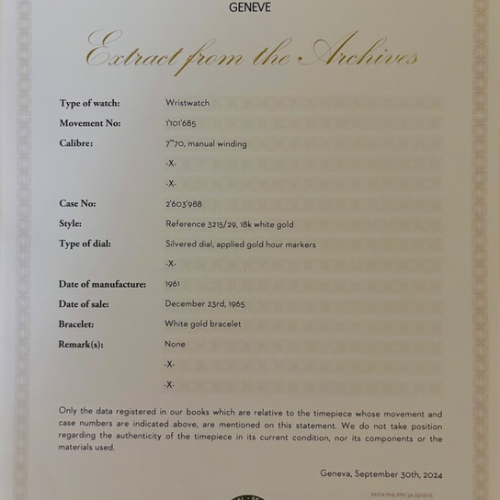 GENEVE
Extract from the Archives
Type of watch: Wristwatch
Movement No: 1'101'685
Calibre: 7'''70, manual winding
-X-
-X-
Case No: 2'603'988
Style: Reference 3215/29, 18k white gold
Type of dial: Silvered dial, applied gold hour markers
-X-
Date of manufacture: 1961
Date of sale: December 23rd, 1965
Bracelet: White gold bracelet
Remark(s): None
-X-
-X-
Only the data registered in our books which are relative to the timepiece whose movement and
case numbers are indicated above, are mentioned on this statement. We do not take position
regarding the authenticity of the timepiece in its current condition, nor its components or the
materials used.
Geneva, September 30th, 2024
PATEK PHILIPPE SA GENEVE